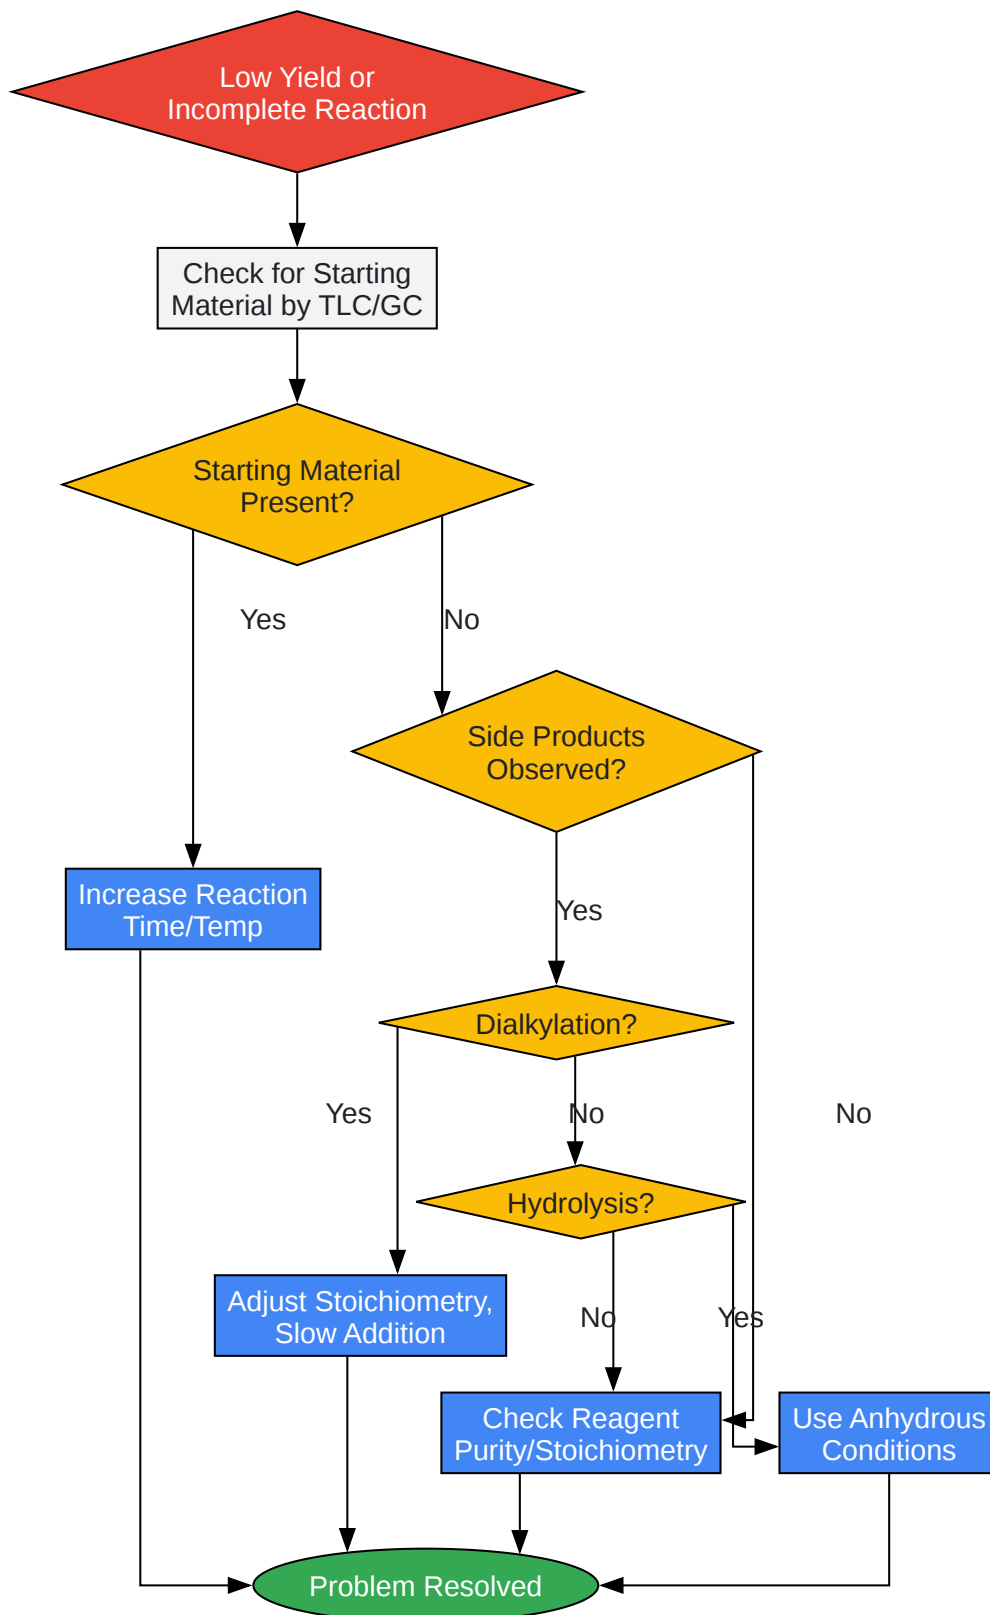 Low Yield or
Incomplete Reaction
Check for Starting
Material by TLC/GC
Starting Material
Present?
Yes
No
Side Products
Observed?
Increase Reaction
Time/Temp
Yes
Dialkylation?
Yes
No
No
Hydrolysis?
Adjust Stoichiometry,
Slow Addition
No
Yes
Check Reagent
Purity/Stoichiometry
Use Anhydrous
Conditions
Problem Resolved